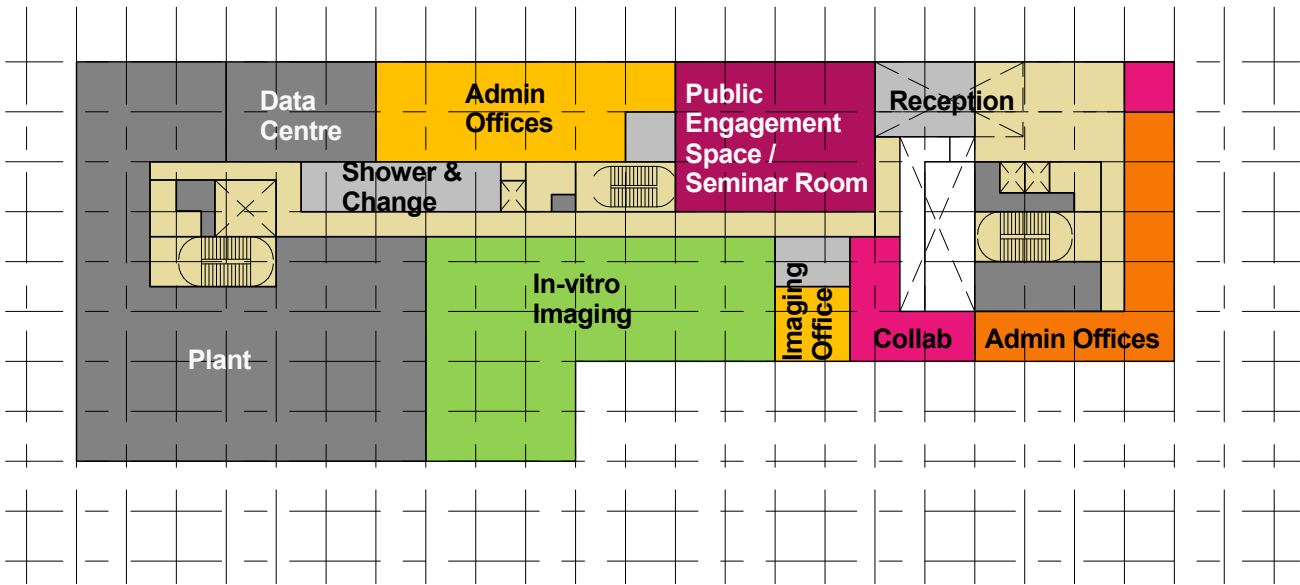 Data
Centre
Admin
Offices
Public
Engagement
Space /
Seminar Room
Reception
Shower &
Change
In-vitro
Imaging
Imaging
Office
Plant
Collab
Admin Offices